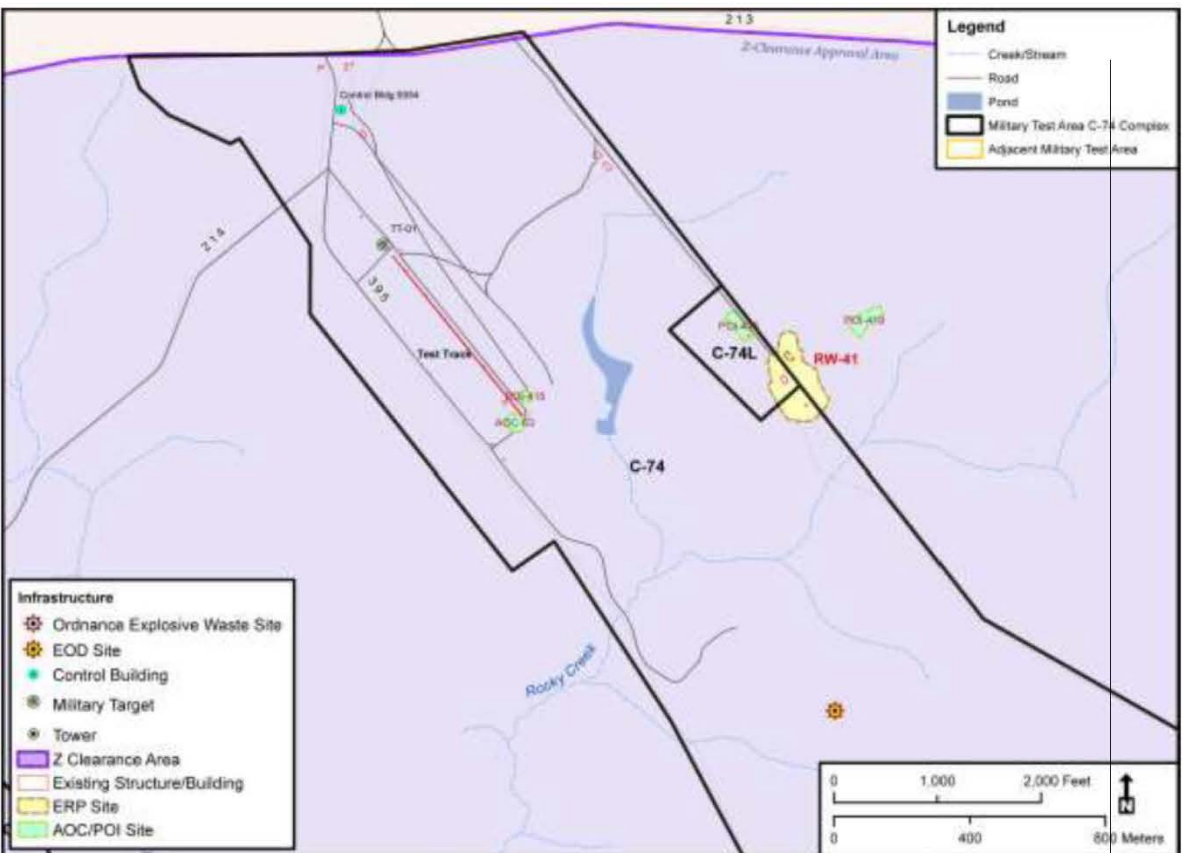 213
Z-Clearance Approval Area
Legend
Creek/Stream
Road
Pond
Military Test Area C-74 Complex
Adjacent Military Test Area
Control Bldg
214
TT-01
395
Test Track
C-74L
RW-41
C-74
Rocky Creek
Infrastructure
Ordnance Explosive Waste Site
EOD Site
Control Building
Military Target
Tower
Z Clearance Area
Existing Structure/Building
ERP Site
AOC/POI Site
0 1,000 2,000 Feet
N
0 400 800 Meters